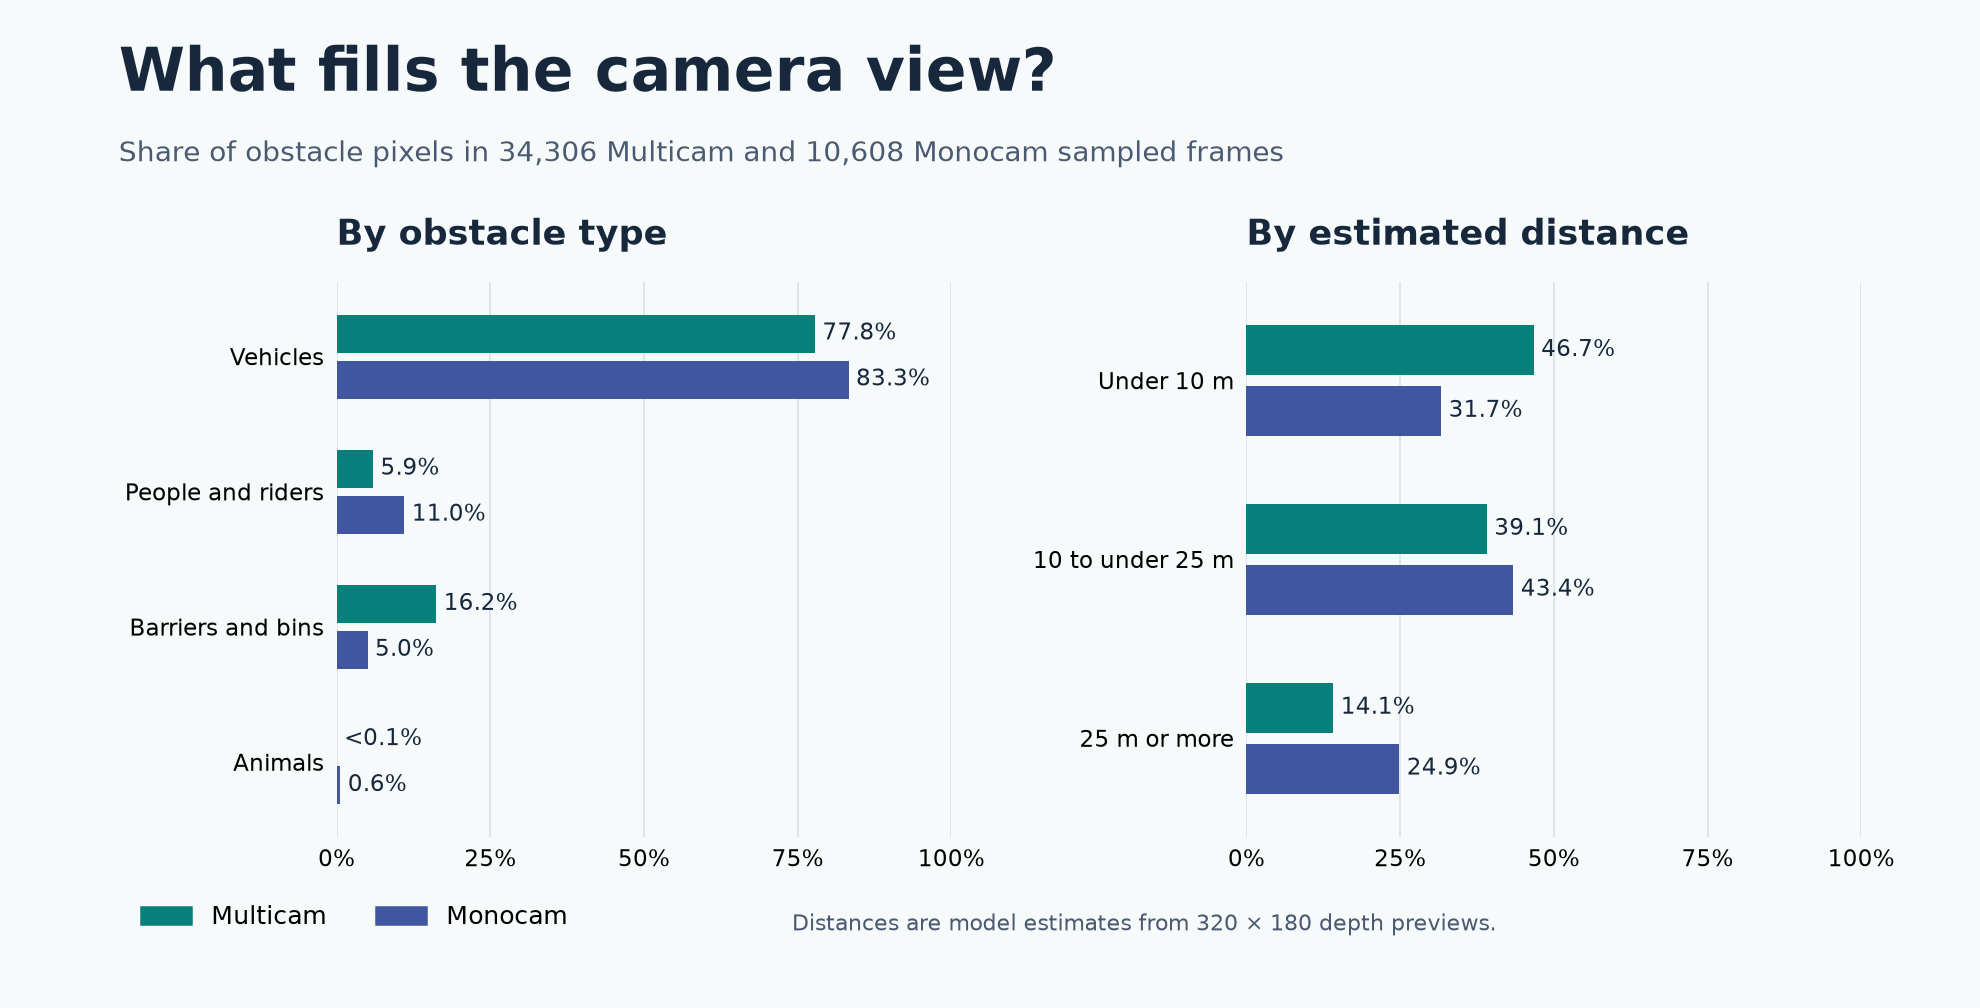 What fills the camera view?
Share of obstacle pixels in 34,306 Multicam and 10,608 Monocam sampled frames
By obstacle type
Vehicles
77.8%
83.3%
People and riders
5.9%
11.0%
Barriers and bins
16.2%
5.0%
Animals
<0.1%
0.6%
0% 25% 50% 75% 100%
By estimated distance
Under 10 m
46.7%
31.7%
10 to under 25 m
39.1%
43.4%
25 m or more
14.1%
24.9%
0% 25% 50% 75% 100%
Multicam Monocam
Distances are model estimates from 320 × 180 depth previews.